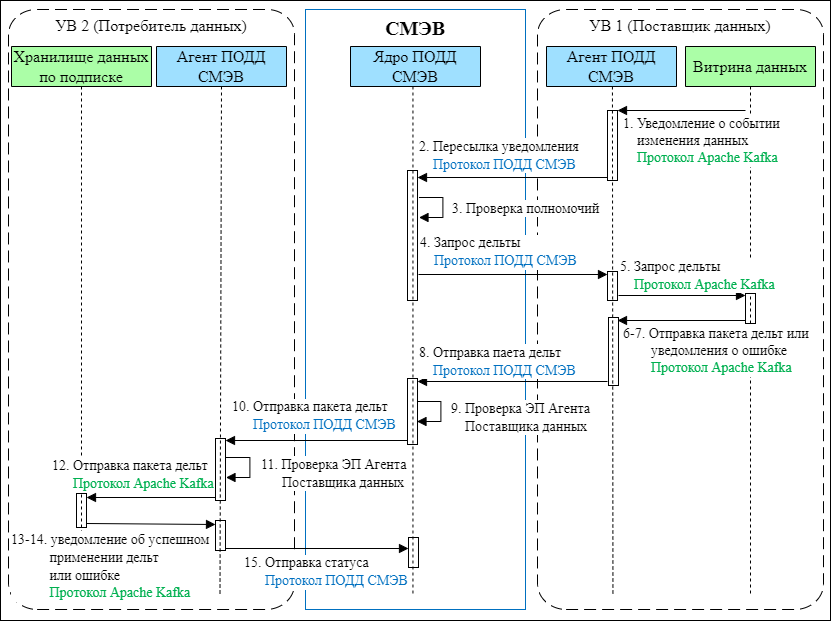 УВ 2 (Потребитель данных)
СМЭВ
УВ 1 (Поставщик данных)
Хранилище данных
по подписке
Агент ПОДД
СМЭВ
Ядро ПОДД
СМЭВ
Агент ПОДД
СМЭВ
Витрина данных
1. Уведомление о событии
изменения данных
Протокол Apache Kafka
2. Пересылка уведомления
Протокол ПОДД СМЭВ
3. Проверка полномочий
4. Запрос дельты
Протокол ПОДД СМЭВ
5. Запрос дельты
Протокол Apache Kafka
6-7. Отправка пакета дельт или
уведомления о ошибке
Протокол Apache Kafka
8. Отправка паета дельт
Протокол ПОДД СМЭВ
9. Проверка ЭП Агента
Поставщика данных
10. Отправка пакета дельт
Протокол ПОДД СМЭВ
11. Проверка ЭП Агента
Поставщика данных
12. Отправка пакета дельт
Протокол Apache Kafka
13-14. уведомление об успешном
применении дельт
или ошибке
Протокол Apache Kafka
15. Отправка статуса
Протокол ПОДД СМЭВ